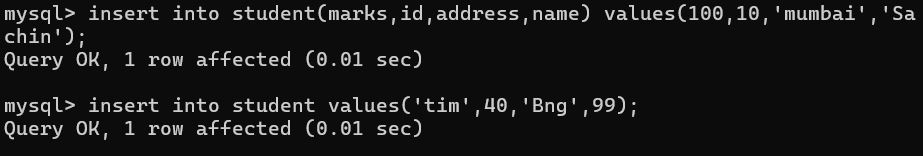 mysql> insert into student(marks,id,address,name) values(100,10,'mumbai','Sa
chin');
Query OK, 1 row affected (0.01 sec)
mysql> insert into student values('tim',40,'Bng',99);
Query OK, 1 row affected (0.01 sec)